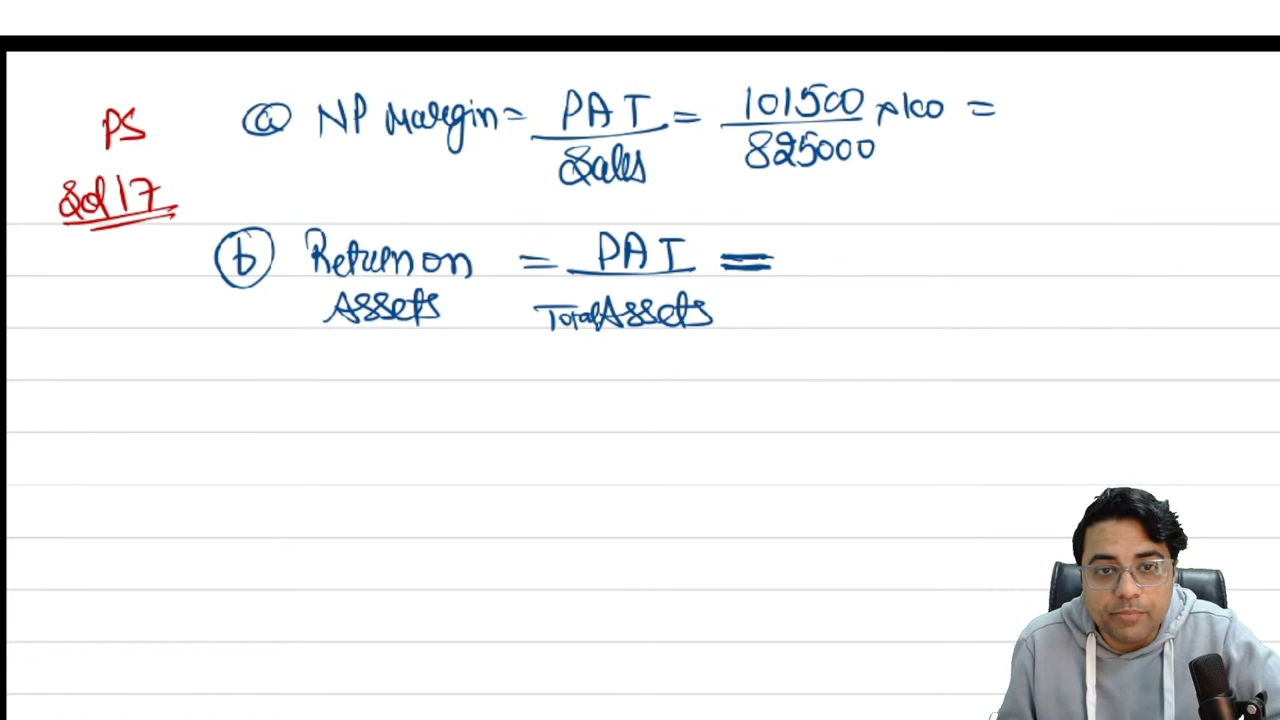 PS
Sol 17
(a) NP Margin = PAT / Sales = 101500 / 825000 × 100 =
(b) Return on Assets = PAT / Total Assets =